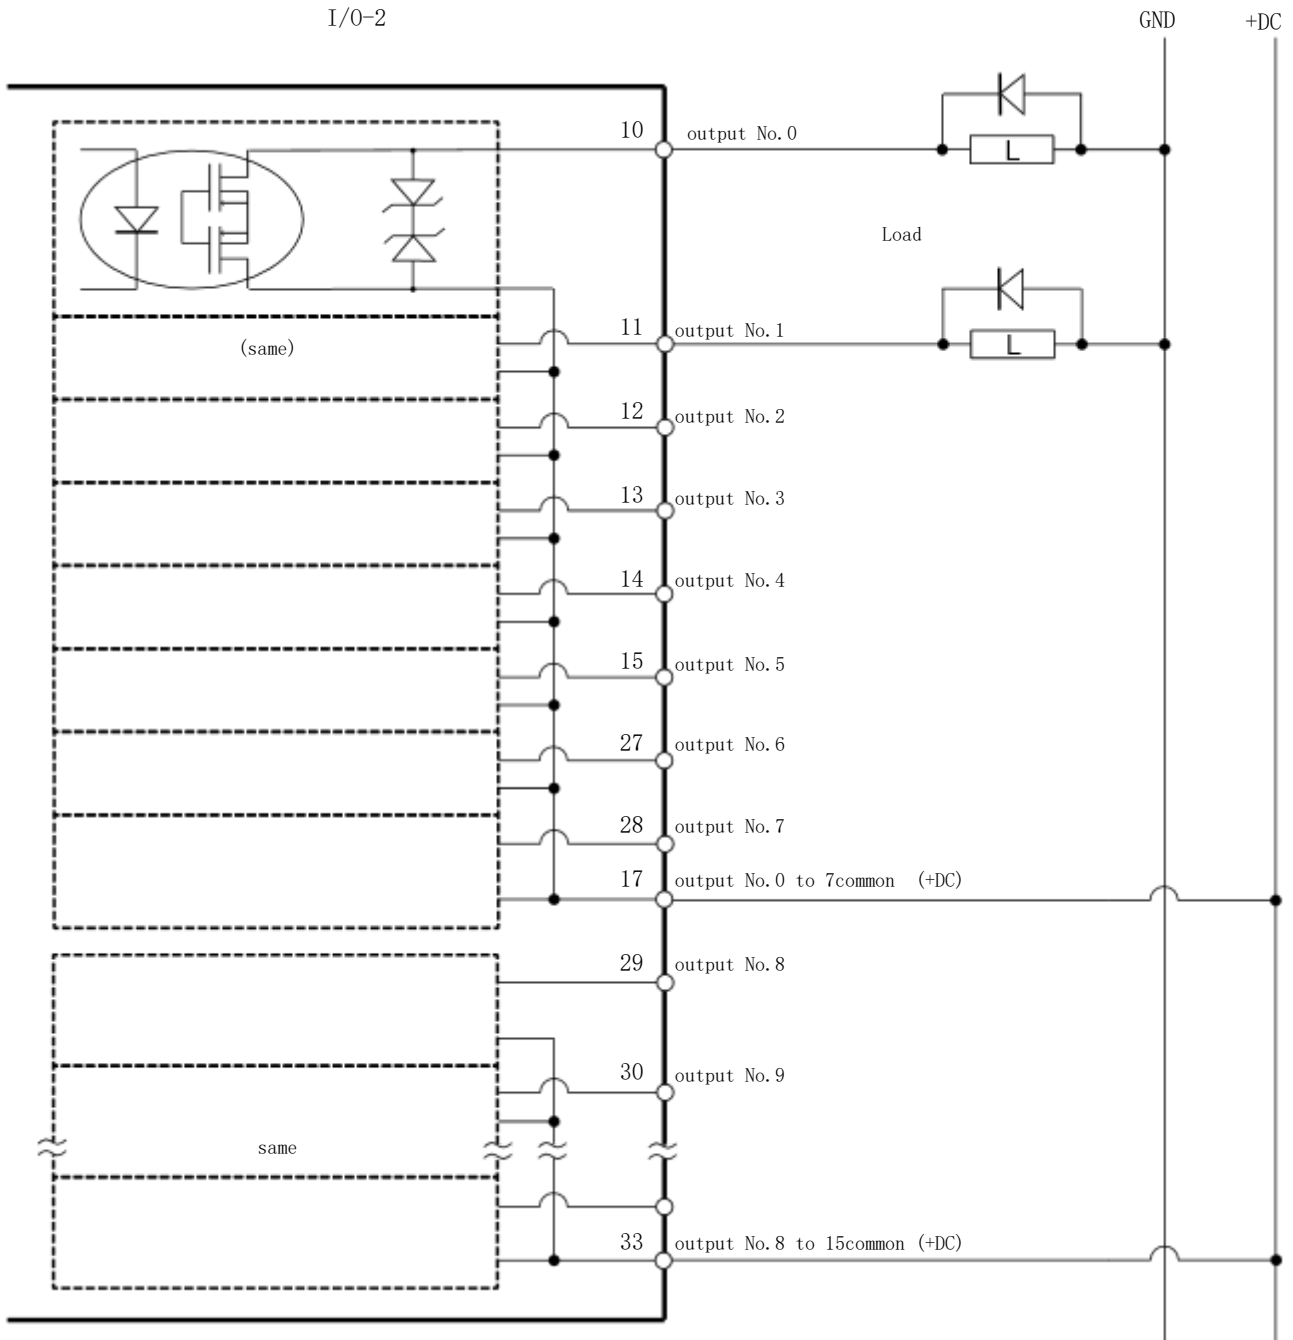 I/O-2
GND
+DC
10 output No.0
L
Load
11 output No.1
L
(same)
12 output No.2
13 output No.3
14 output No.4
15 output No.5
27 output No.6
28 output No.7
17 output No.0 to 7common (+DC)
29 output No.8
30 output No.9
same
33 output No.8 to 15common (+DC)